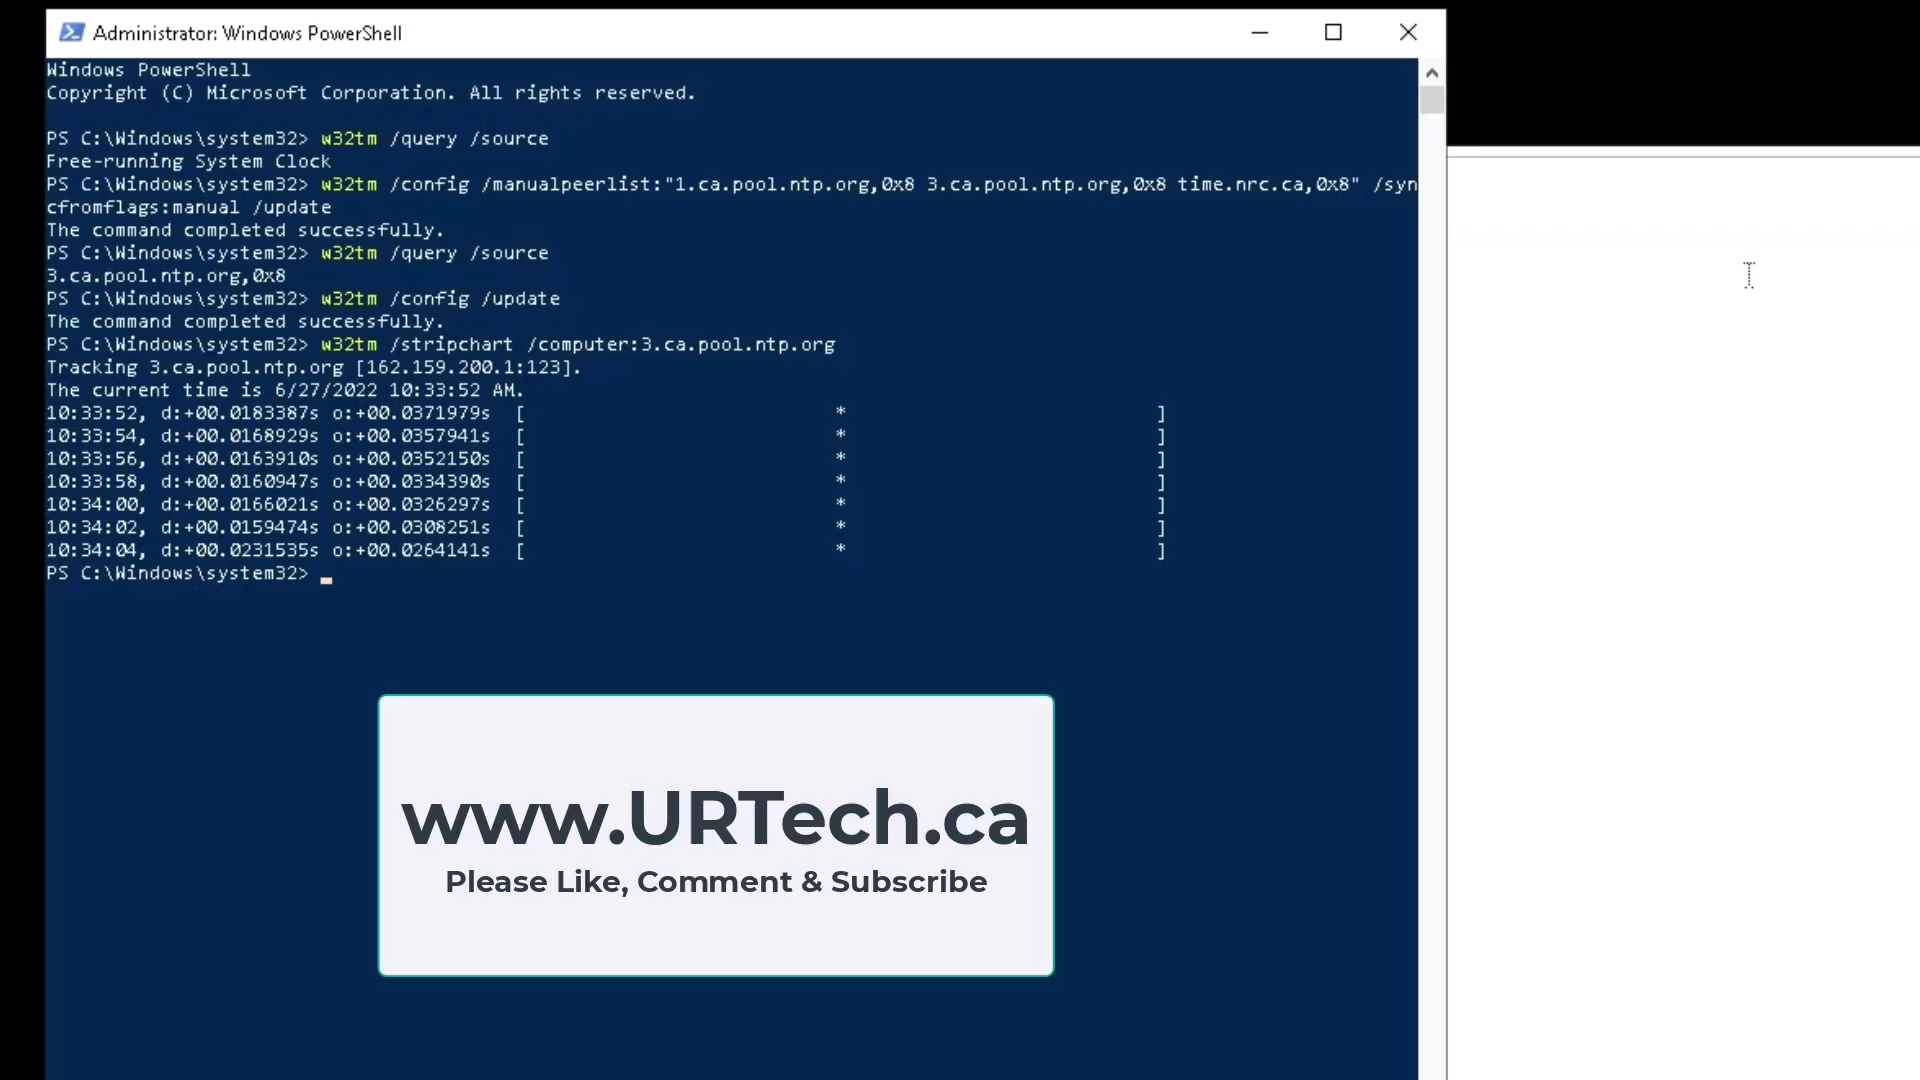 Administrator: Windows PowerShell
Windows PowerShell
Copyright (C) Microsoft Corporation. All rights reserved.
PS C:\Windows\system32> w32tm /query /source
Free-running System Clock
PS C:\Windows\system32> w32tm /config /manualpeerlist:"1.ca.pool.ntp.org,0x8 3.ca.pool.ntp.org,0x8 time.nrc.ca,0x8" /syn
cfromflags:manual /update
The command completed successfully.
PS C:\Windows\system32> w32tm /query /source
3.ca.pool.ntp.org,0x8
PS C:\Windows\system32> w32tm /config /update
The command completed successfully.
PS C:\Windows\system32> w32tm /stripchart /computer:3.ca.pool.ntp.org
Tracking 3.ca.pool.ntp.org [162.159.200.1:123].
The current time is 6/27/2022 10:33:52 AM.
10:33:52, d:+00.0183387s o:+00.0371979s  [                           *                           ]
10:33:54, d:+00.0168929s o:+00.0357941s  [                           *                           ]
10:33:56, d:+00.0163910s o:+00.0352150s  [                           *                           ]
10:33:58, d:+00.0160947s o:+00.0334390s  [                           *                           ]
10:34:00, d:+00.0166021s o:+00.0326297s  [                           *                           ]
10:34:02, d:+00.0159474s o:+00.0308251s  [                           *                           ]
10:34:04, d:+00.0231535s o:+00.0264141s  [                           *                           ]
PS C:\Windows\system32>
www.URTech.ca
Please Like, Comment & Subscribe